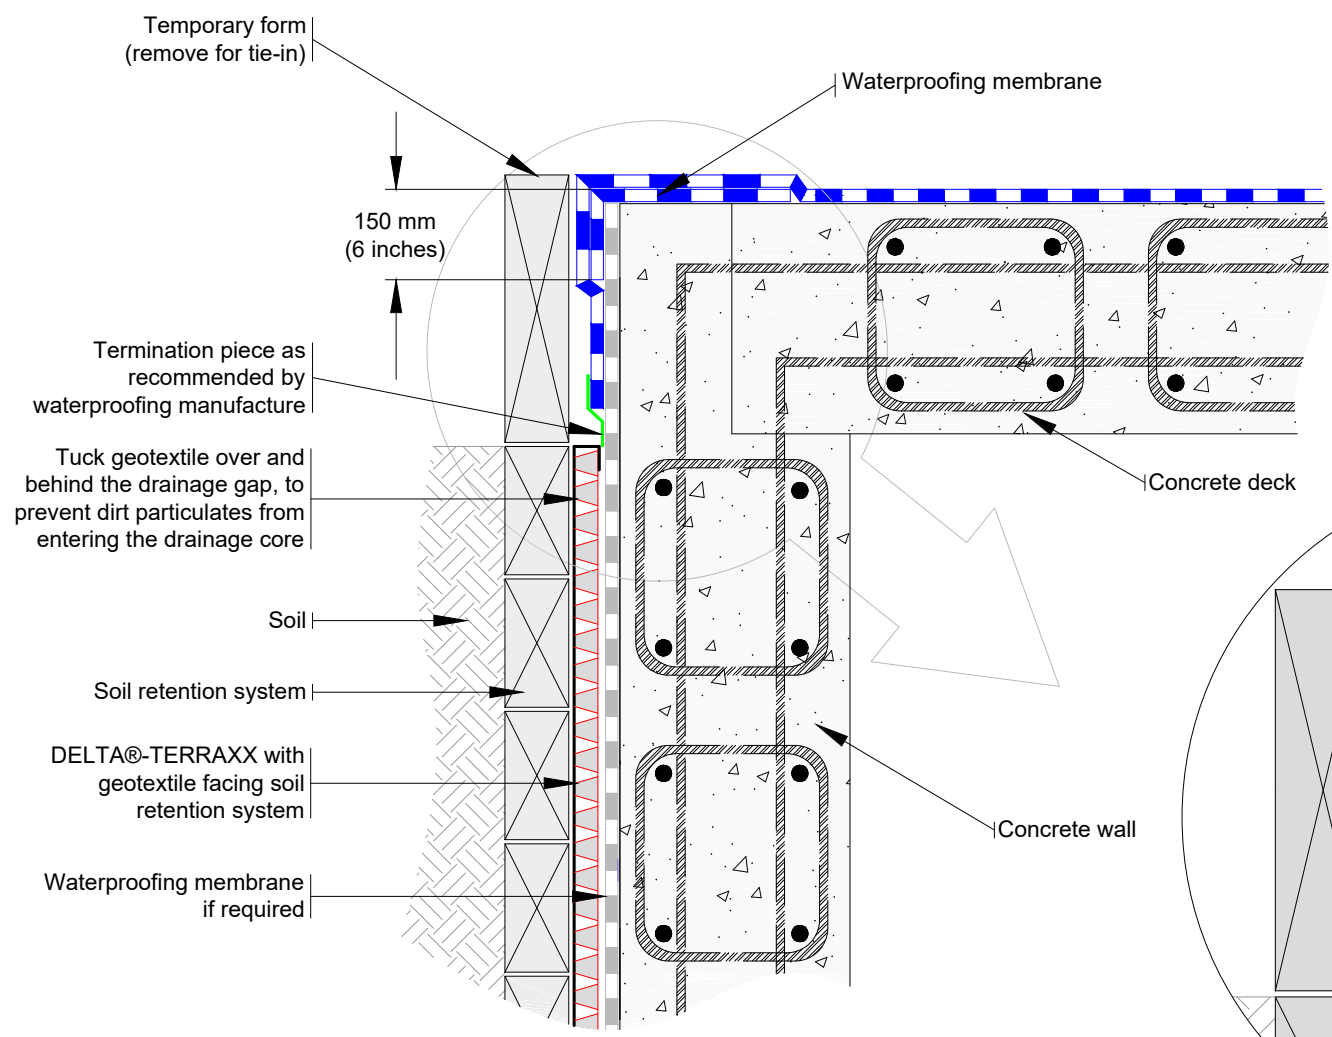 Temporary form
(remove for tie-in)
Waterproofing membrane
150 mm
(6 inches)
Termination piece as
recommended by
waterproofing manufacture
Tuck geotextile over and
behind the drainage gap, to
prevent dirt particulates from
entering the drainage core
Concrete deck
Soil
Soil retention system
DELTA®-TERRAXX with
geotextile facing soil
retention system
Concrete wall
Waterproofing membrane
if required